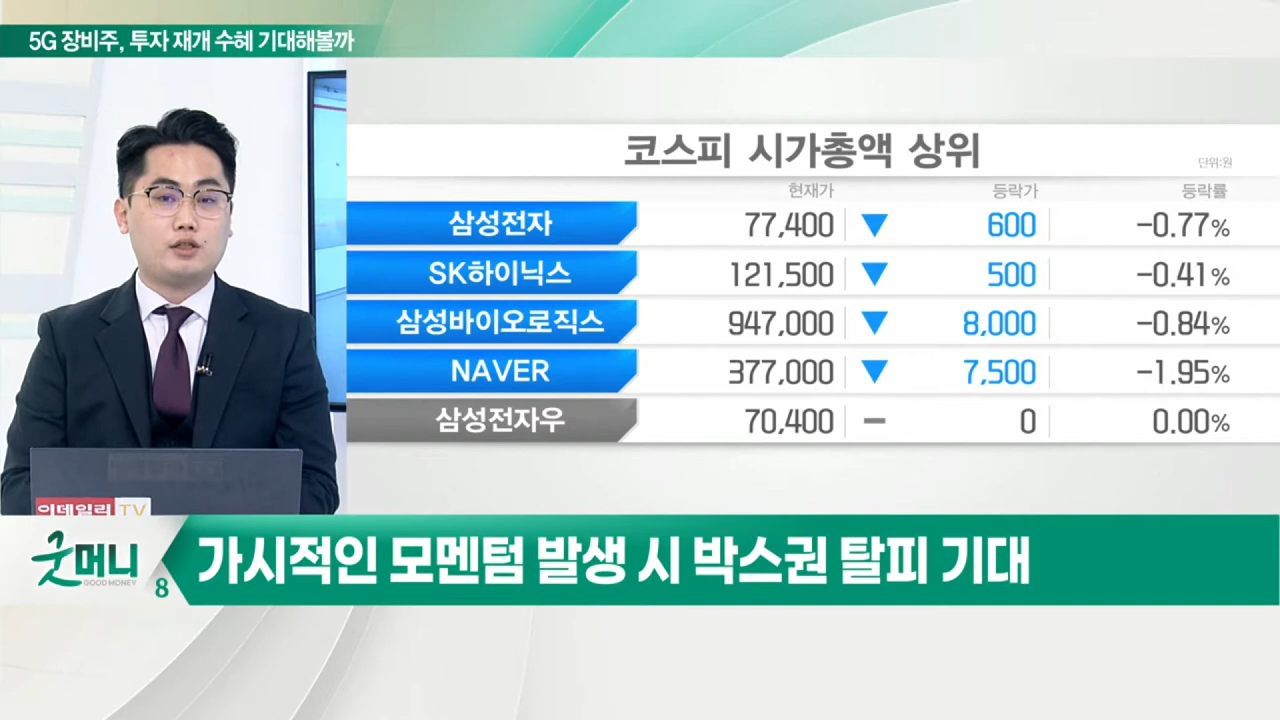 5G 장비주, 투자 재개 수혜 기대해볼까
코스피 시가총액 상위
단위:원
현재가 등락가 등락률
삼성전자 77,400 ▼ 600 -0.77%
SK하이닉스 121,500 ▼ 500 -0.41%
삼성바이오로직스 947,000 ▼ 8,000 -0.84%
NAVER 377,000 ▼ 7,500 -1.95%
삼성전자우 70,400 - 0 0.00%
이데일리 TV
굿머니
GOOD MONEY
8
가시적인 모멘텀 발생 시 박스권 탈피 기대